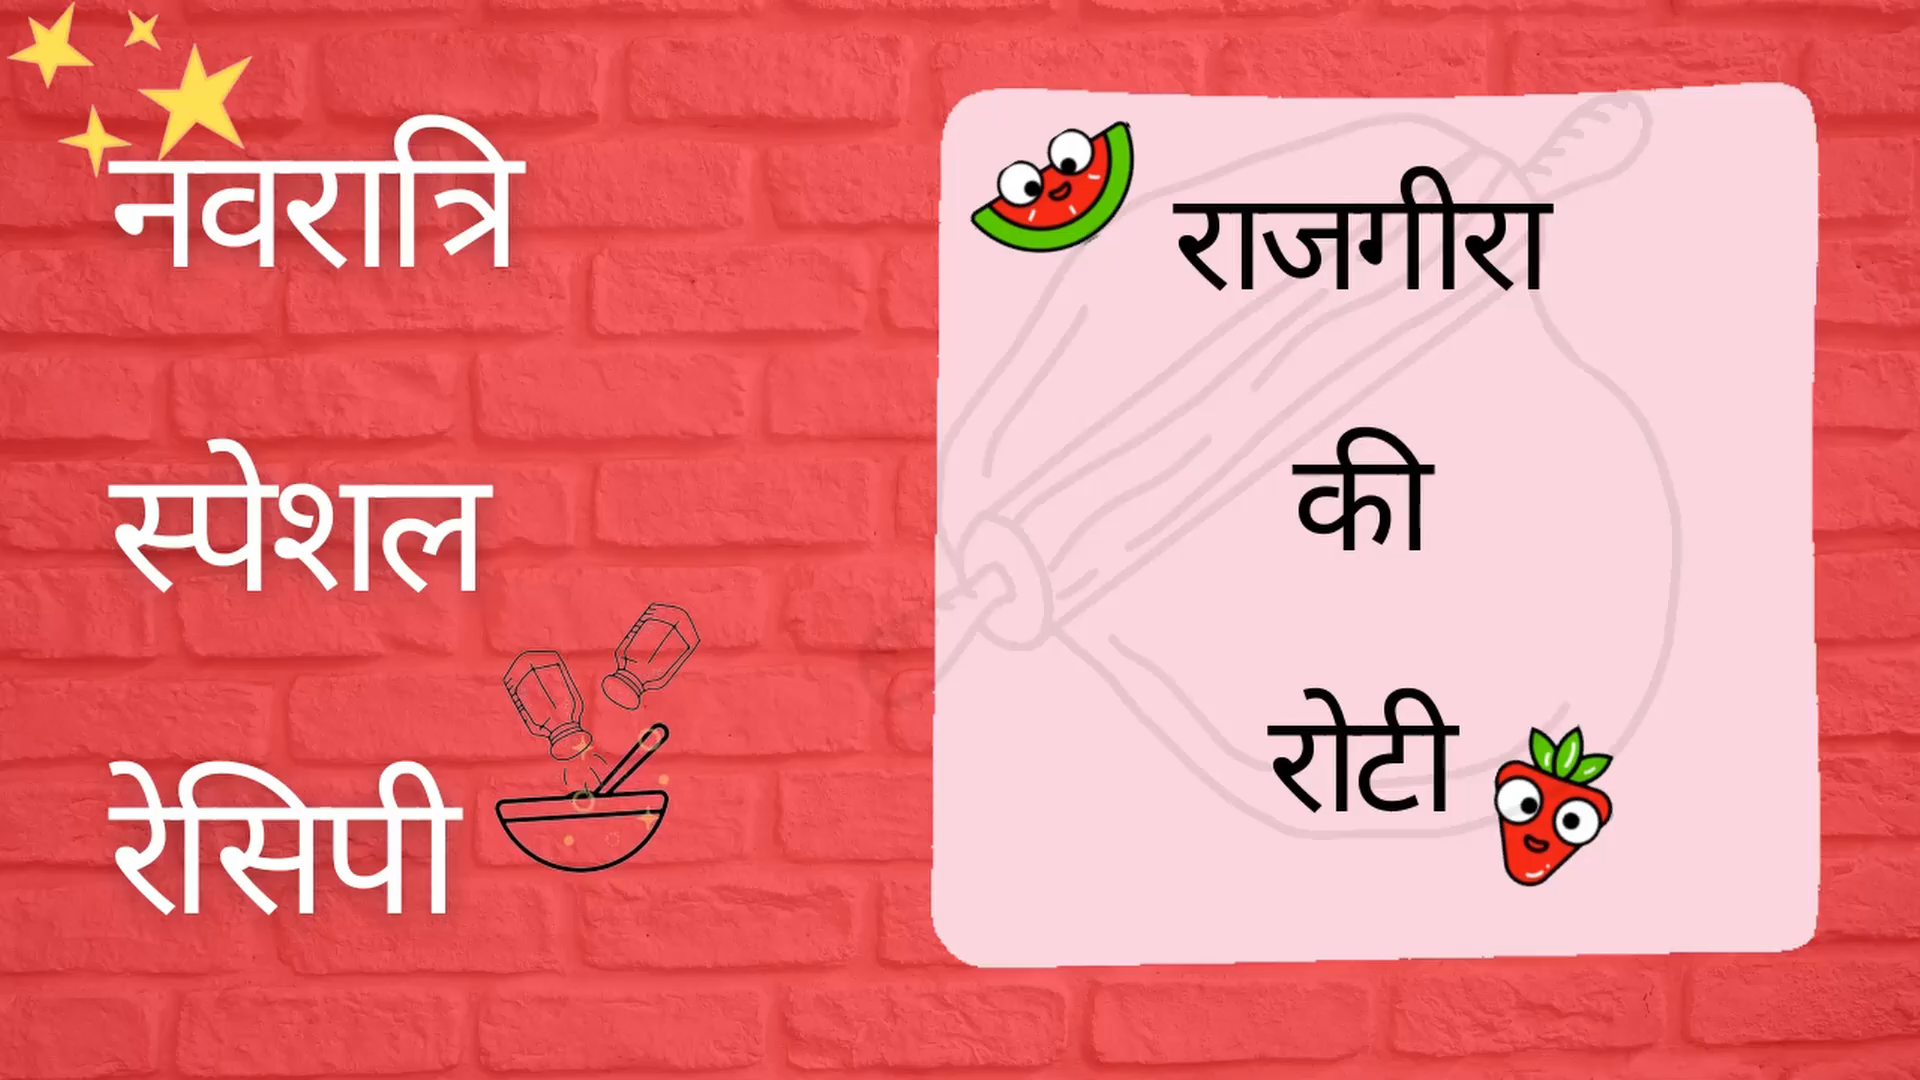 नवरात्रि
स्पेशल
रेसिपी
राजगीरा
की
रोटी